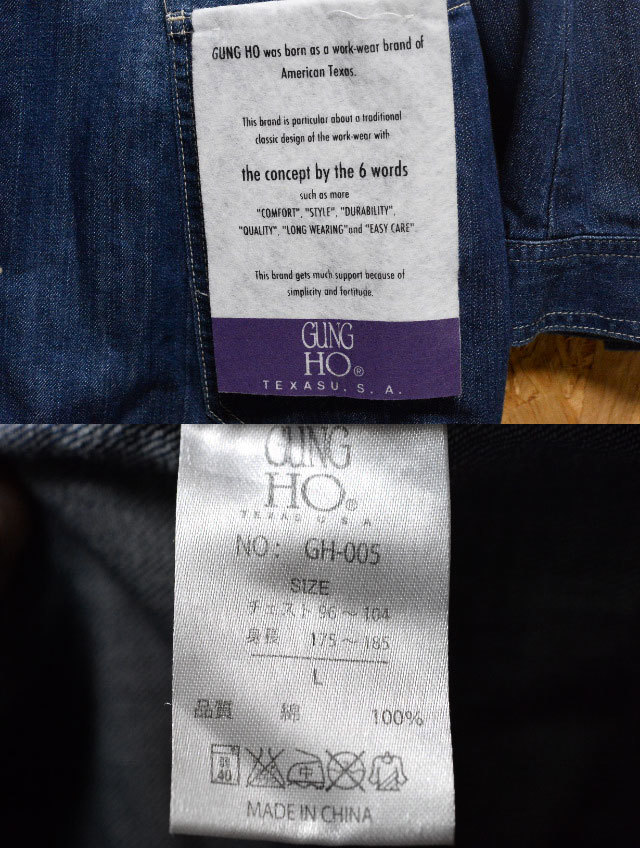 GUNG HO was born as a work-wear brand of
American Texas.
This brand is particular about a traditional
classic design of the work-wear with
the concept by the 6 words
such as more
"COMFORT", "STYLE", "DURABILITY",
"QUALITY", "LONG WEARING"and "EASY CARE".
This brand gets much support because of
simplicity and fortitude.
GUNG
HO®
TEXASU, S. A.
GUNG
HO®
TEXAS U S A
NO: GH-005
SIZE
チェスト 96～104
身長 175～185
L
品質 綿 100%
弱
40
中
MADE IN CHINA